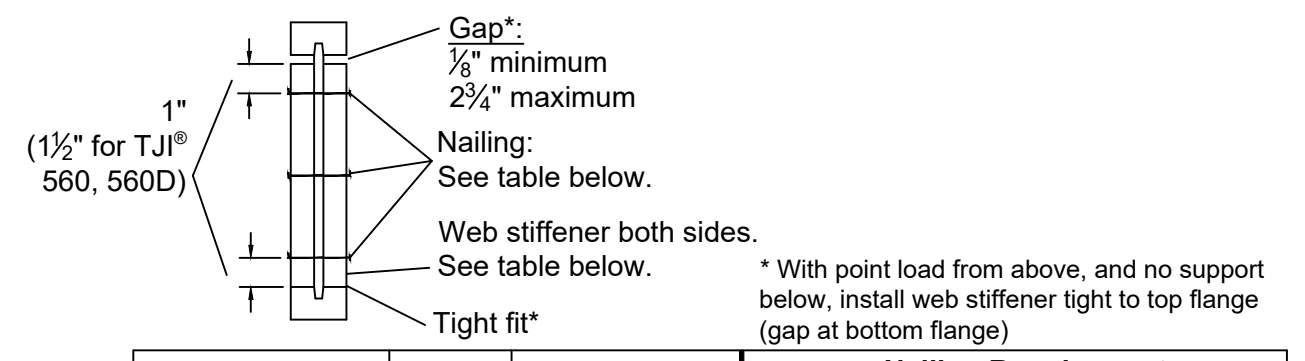 Gap*:
⅛" minimum
2¾" maximum
1"
(1½" for TJI®
560, 560D)
Nailing:
See table below.
Web stiffener both sides.
See table below.
Tight fit*
* With point load from above, and no support
below, install web stiffener tight to top flange
(gap at bottom flange)